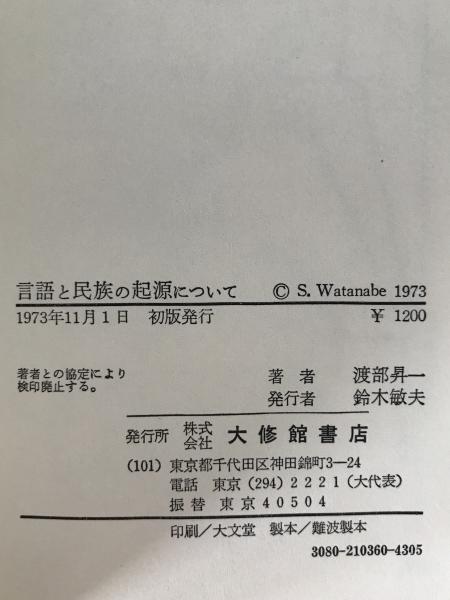 言語と民族の起源について © S. Watanabe 1973
1973年11月1日 初版発行 ¥ 1200
著者との協定により
検印廃止する。
著者 渡部昇一
発行者 鈴木敏夫
発行所 株式会社 大修館書店
(101) 東京都千代田区神田錦町3―24
電話 東京 (294) 2221 (大代表)
振替 東京40504
印刷／大文堂 製本／難波製本
3080-210360-4305